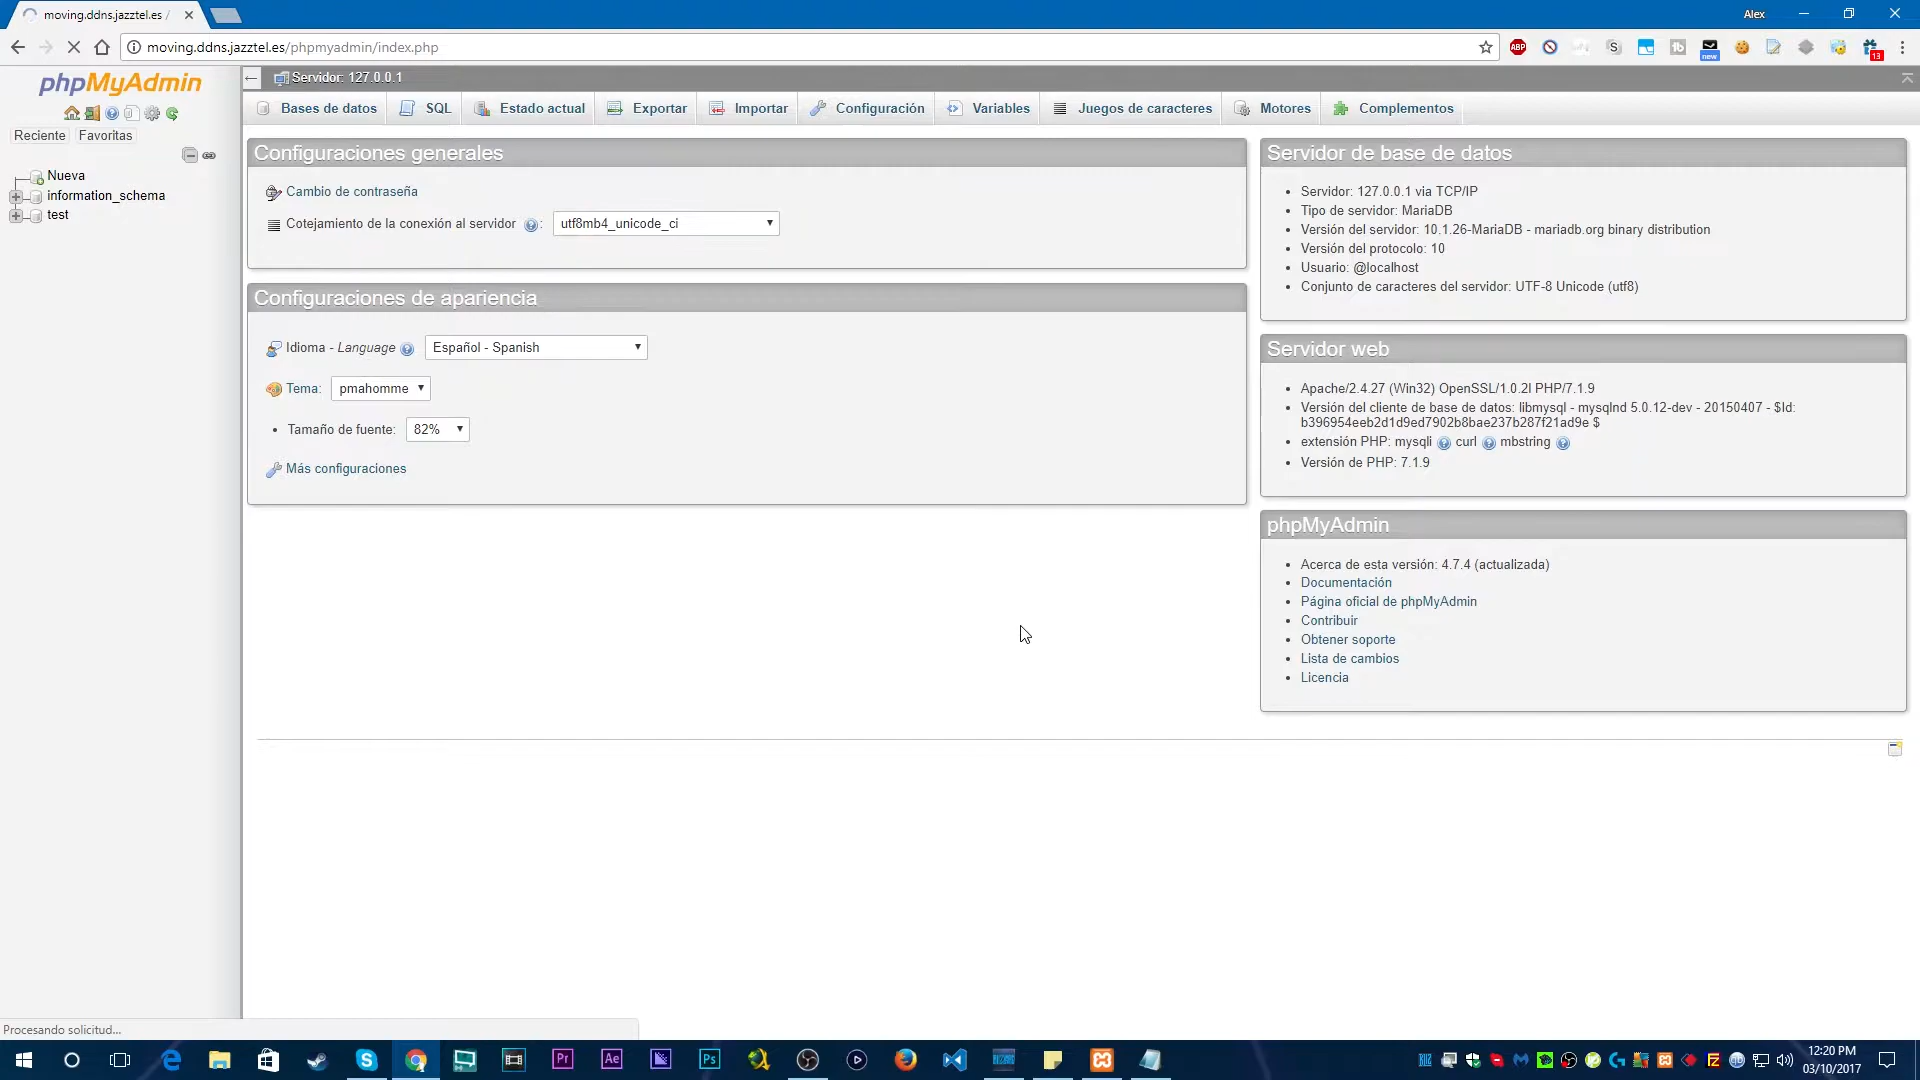 moving.ddns.jazztel.es /
Alex
moving.ddns.jazztel.es/phpmyadmin/index.php
ABP
S
new
13
phpMyAdmin
Reciente
Favoritas
Nueva
information_schema
test
Servidor: 127.0.0.1
Bases de datos
SQL
Estado actual
Exportar
Importar
Configuración
Variables
Juegos de caracteres
Motores
Complementos
Configuraciones generales
Cambio de contraseña
Cotejamiento de la conexión al servidor :
utf8mb4_unicode_ci
Configuraciones de apariencia
Idioma - Language
Español - Spanish
Tema:
pmahomme
Tamaño de fuente:
82%
Más configuraciones
Servidor de base de datos
Servidor: 127.0.0.1 via TCP/IP
Tipo de servidor: MariaDB
Versión del servidor: 10.1.26-MariaDB - mariadb.org binary distribution
Versión del protocolo: 10
Usuario: @localhost
Conjunto de caracteres del servidor: UTF-8 Unicode (utf8)
Servidor web
Apache/2.4.27 (Win32) OpenSSL/1.0.2l PHP/7.1.9
Versión del cliente de base de datos: libmysql - mysqlnd 5.0.12-dev - 20150407 - $Id:
b396954eeb2d1d9ed7902b8bae237b287f21ad9e $
extensión PHP: mysqli curl mbstring
Versión de PHP: 7.1.9
phpMyAdmin
Acerca de esta versión: 4.7.4 (actualizada)
Documentación
Página oficial de phpMyAdmin
Contribuir
Obtener soporte
Lista de cambios
Licencia
Procesando solicitud...
Pr
Ae
Ps
12:20 PM
03/10/2017